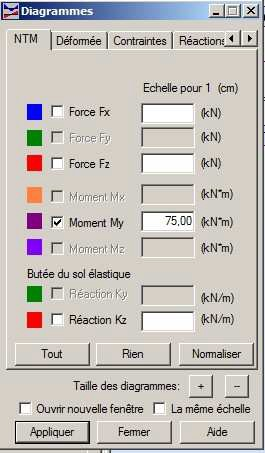 Diagrammes
NTM Déformée Contraintes Réactions
Echelle pour 1 (cm)
Force Fx (kN)
Force Fy (kN)
Force Fz (kN)
Moment Mx (kN*m)
Moment My 75,00 (kN*m)
Moment Mz (kN*m)
Butée du sol élastique
Réaction Ky (kN/m)
Réaction Kz (kN/m)
Tout Rien Normaliser
Taille des diagrammes: + --
Ouvrir nouvelle fenêtre La même échelle
Appliquer Fermer Aide